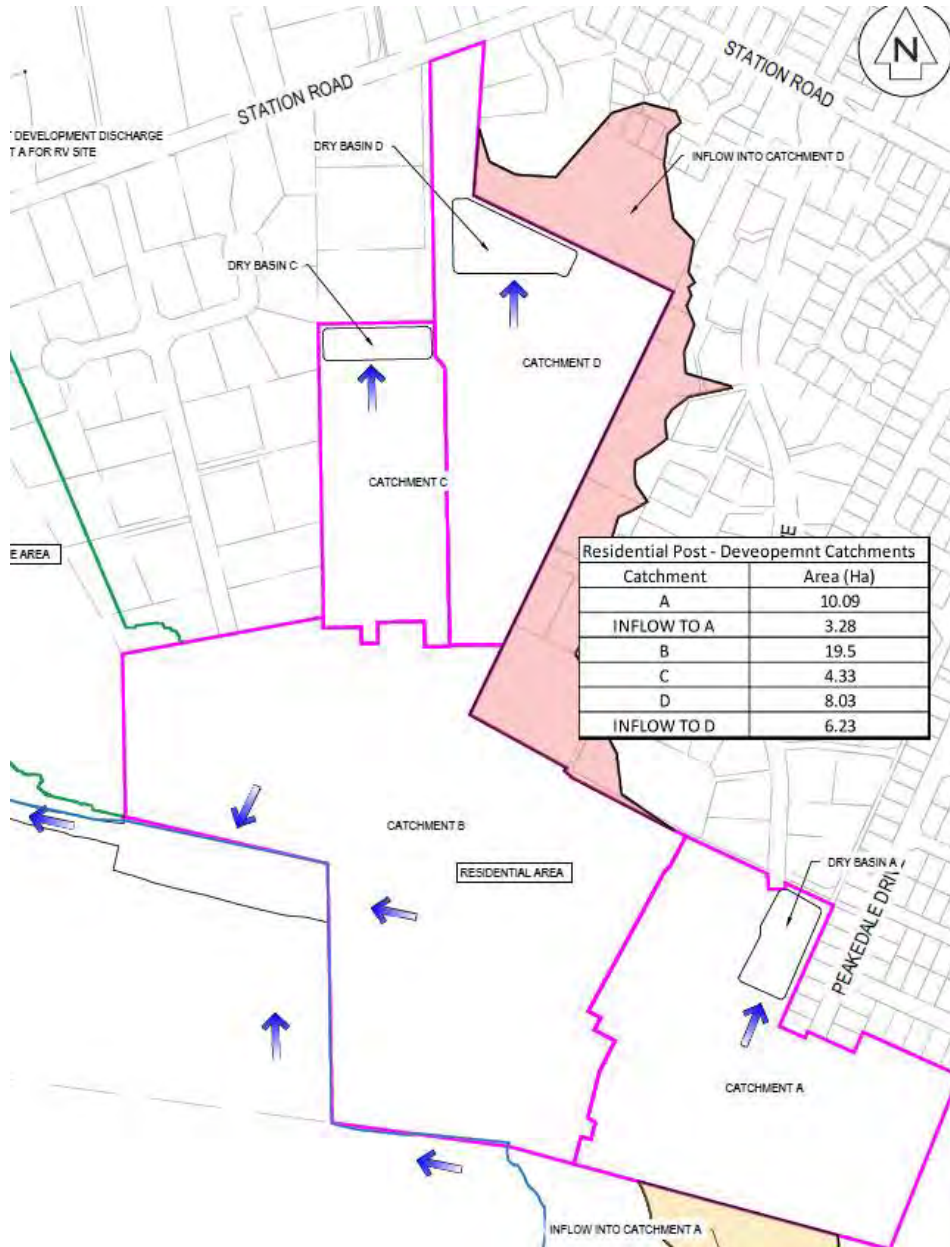 N
STATION ROAD
STATION ROAD
DEVELOPMENT DISCHARGE
T A FOR RV SITE
DRY BASIN D
INFLOW INTO CATCHMENT D
DRY BASIN C
CATCHMENT D
CATCHMENT C
E AREA
VE
Residential Post - Deveopemnt Catchments
Catchment Area (Ha)
A 10.09
INFLOW TO A 3.28
B 19.5
C 4.33
D 8.03
INFLOW TO D 6.23
CATCHMENT B
RESIDENTIAL AREA
DRY BASIN A
PEAKEDALE DRIV
CATCHMENT A
INFLOW INTO CATCHMENT A